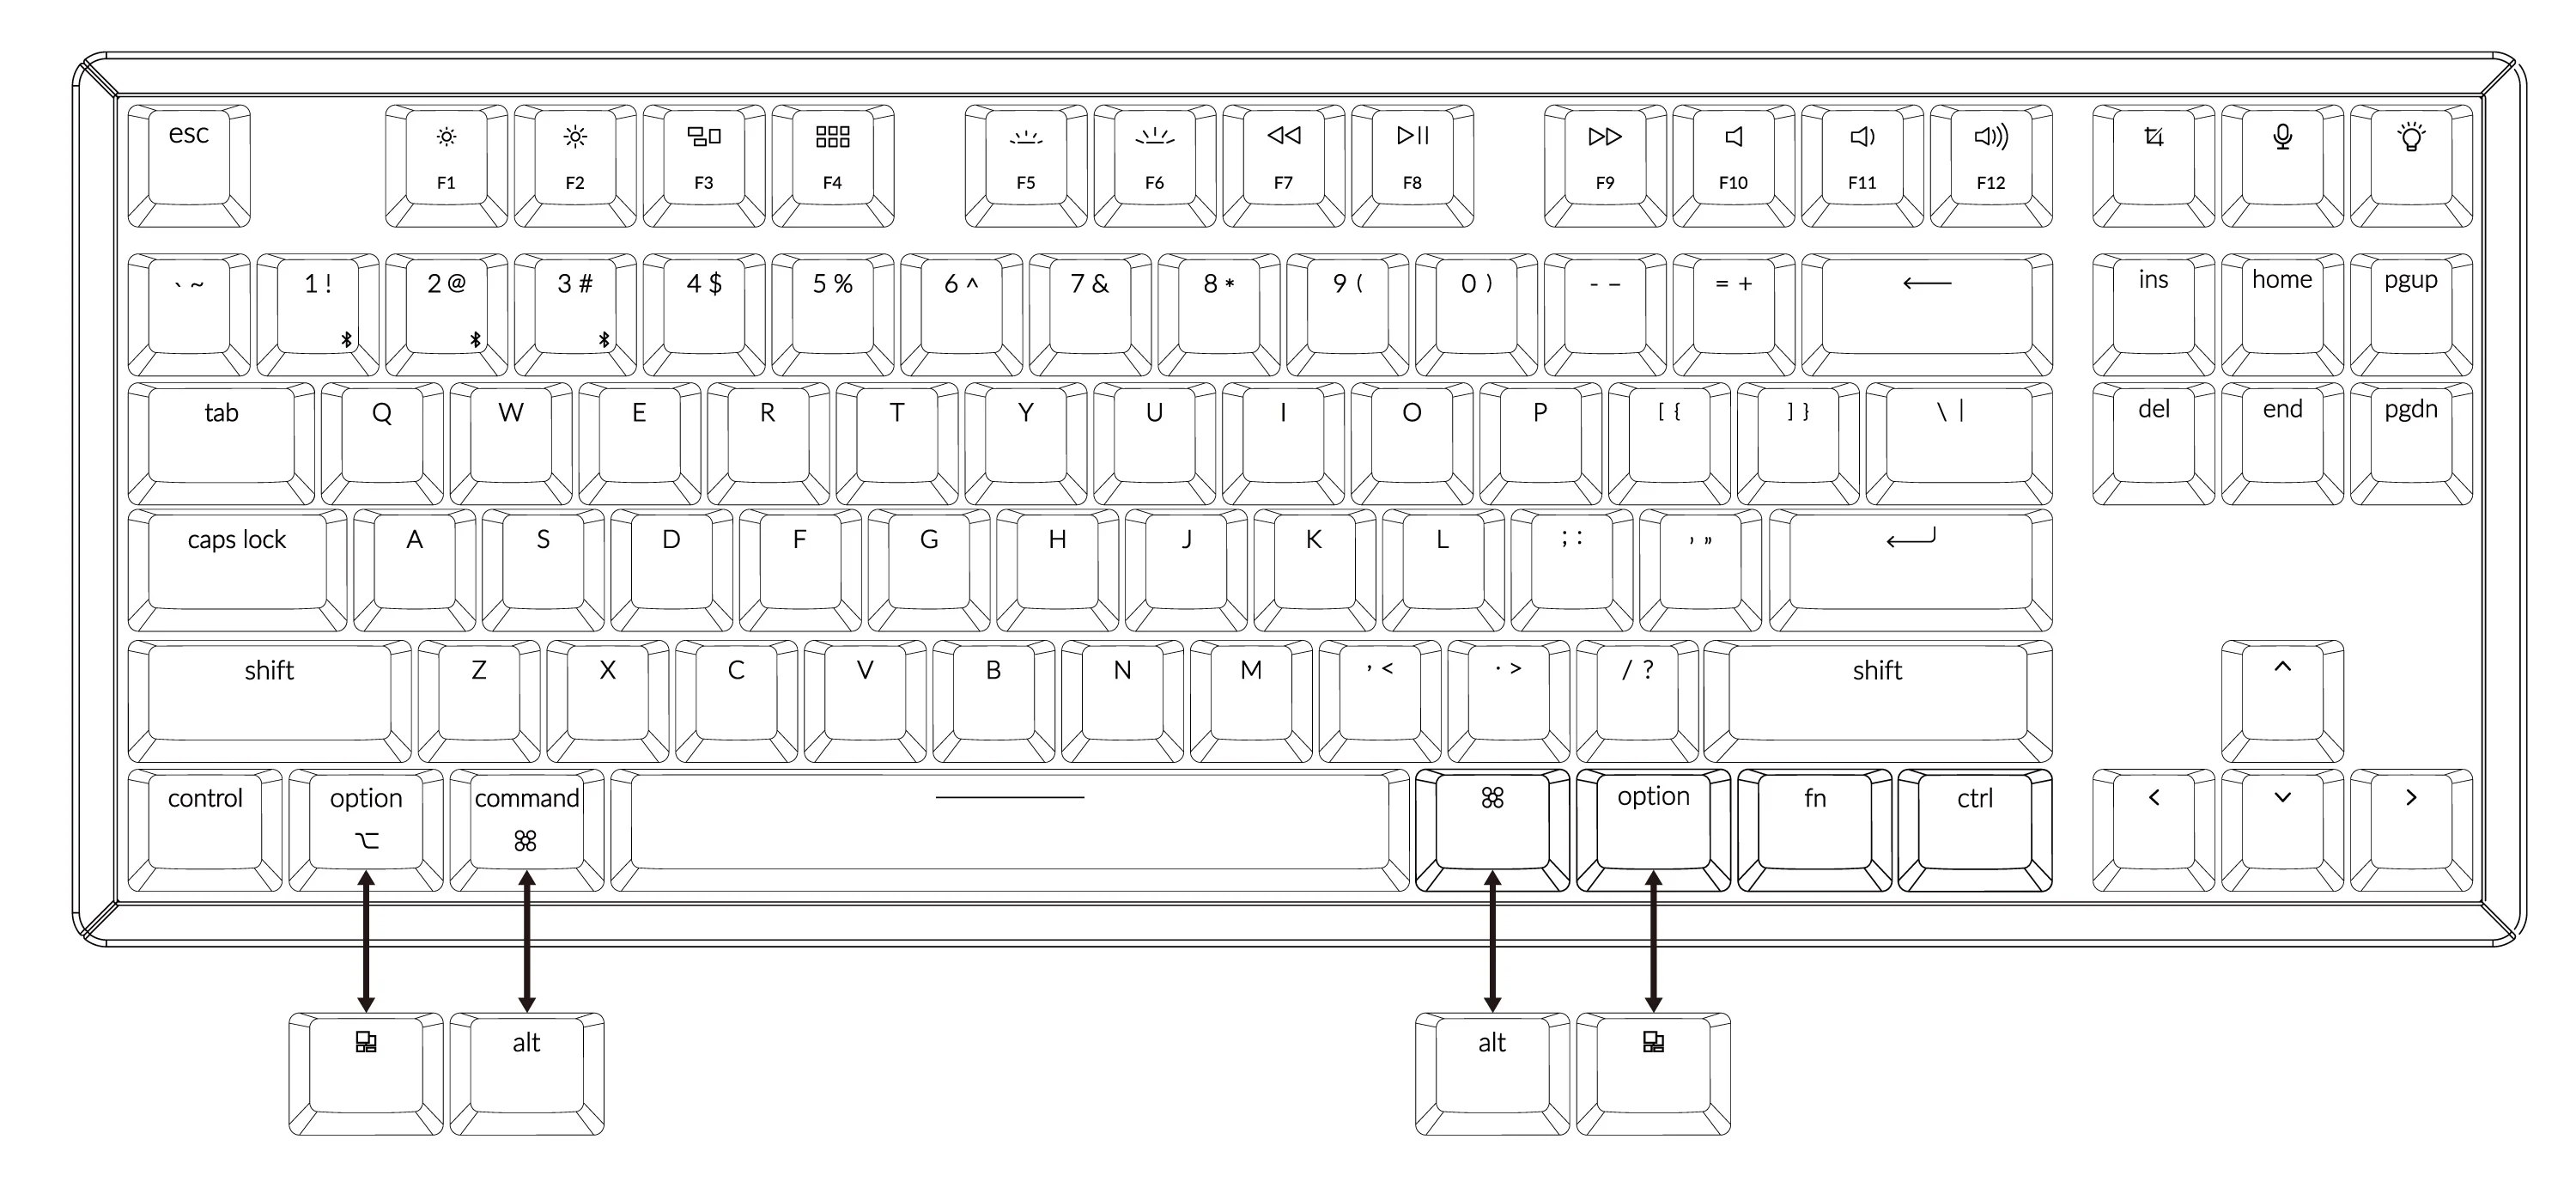 esc
F1 F2 F3 F4 F5 F6 F7 F8 F9 F10 F11 F12
` ~ 1 ! 2 @ 3 # 4 $ 5 % 6 ^ 7 & 8 * 9 ( 0 ) - – = + ins home pgup
tab Q W E R T Y U I O P [ { ] } \ | del end pgdn
caps lock A S D F G H J K L ; : ' "
shift Z X C V B N M , < . > / ? shift
control option command option fn ctrl
alt alt